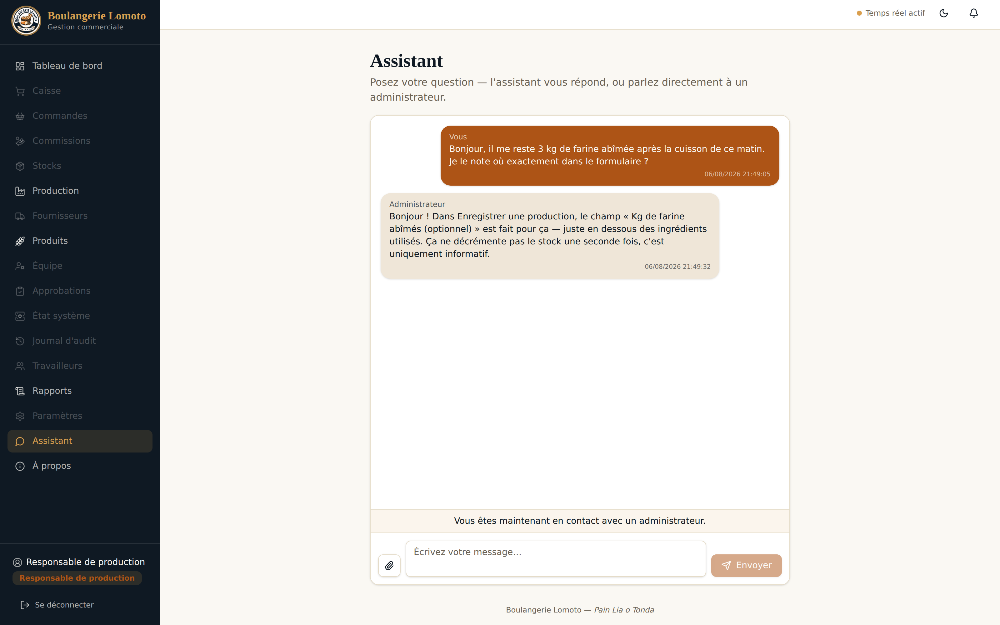 BOULANGERIE LOMOTO
Pain Lia o Tonda
Boulangerie Lomoto
Gestion commerciale
Tableau de bord
Caisse
Commandes
Commissions
Stocks
Production
Fournisseurs
Produits
Équipe
Approbations
État système
Journal d'audit
Travailleurs
Rapports
Paramètres
Assistant
À propos
Responsable de production
Responsable de production
Se déconnecter
Temps réel actif
Assistant
Posez votre question — l'assistant vous répond, ou parlez directement à un
administrateur.
Vous
Bonjour, il me reste 3 kg de farine abîmée après la cuisson de ce matin.
Je le note où exactement dans le formulaire ?
06/08/2026 21:49:05
Administrateur
Bonjour ! Dans Enregistrer une production, le champ « Kg de farine
abîmés (optionnel) » est fait pour ça — juste en dessous des ingrédients
utilisés. Ça ne décrémente pas le stock une seconde fois, c'est
uniquement informatif.
06/08/2026 21:49:32
Vous êtes maintenant en contact avec un administrateur.
Écrivez votre message…
Envoyer
Boulangerie Lomoto — Pain Lia o Tonda